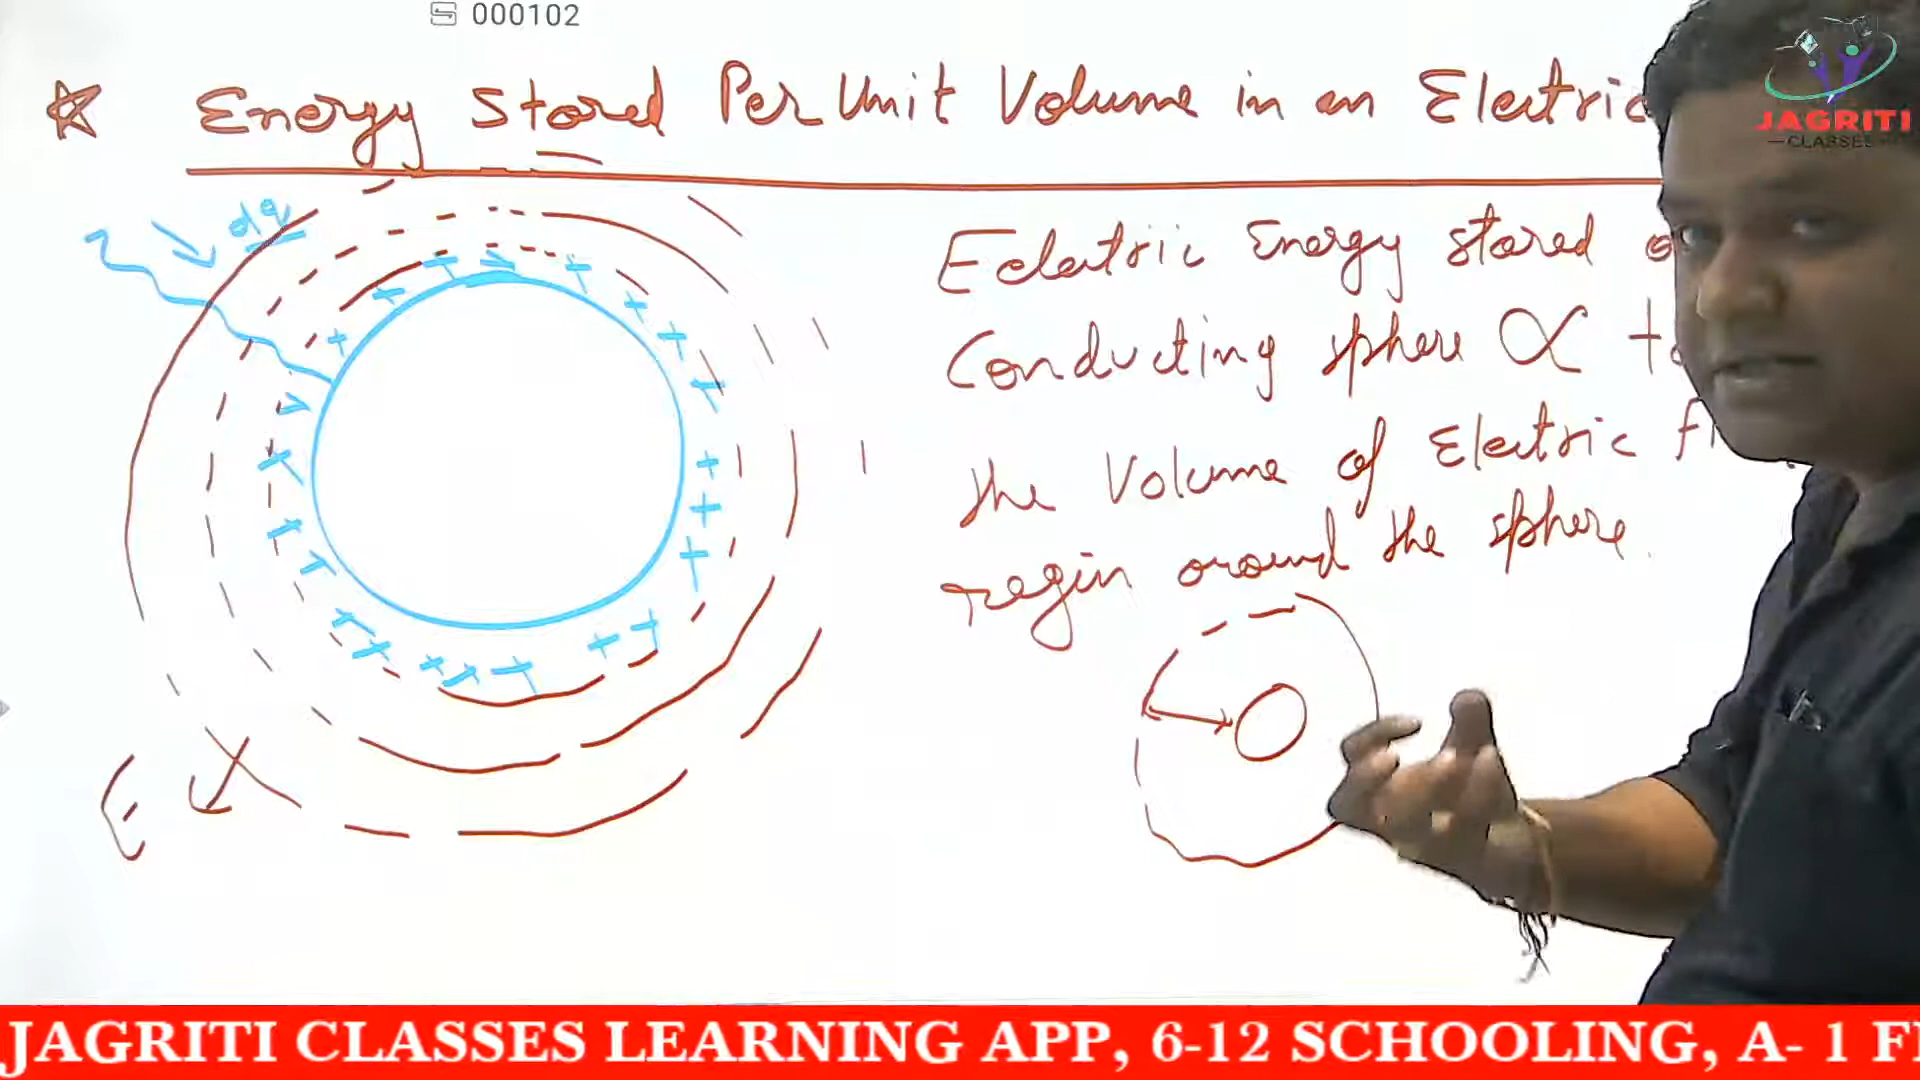 000102
Energy Stored Per Unit Volume in an Electric
dq
Eclectric Energy stored
Conducting sphere ∝
the Volume of Electric
region around the sphere.
E
JAGRITI
CLASSES
JAGRITI CLASSES LEARNING APP, 6-12 SCHOOLING, A- 1